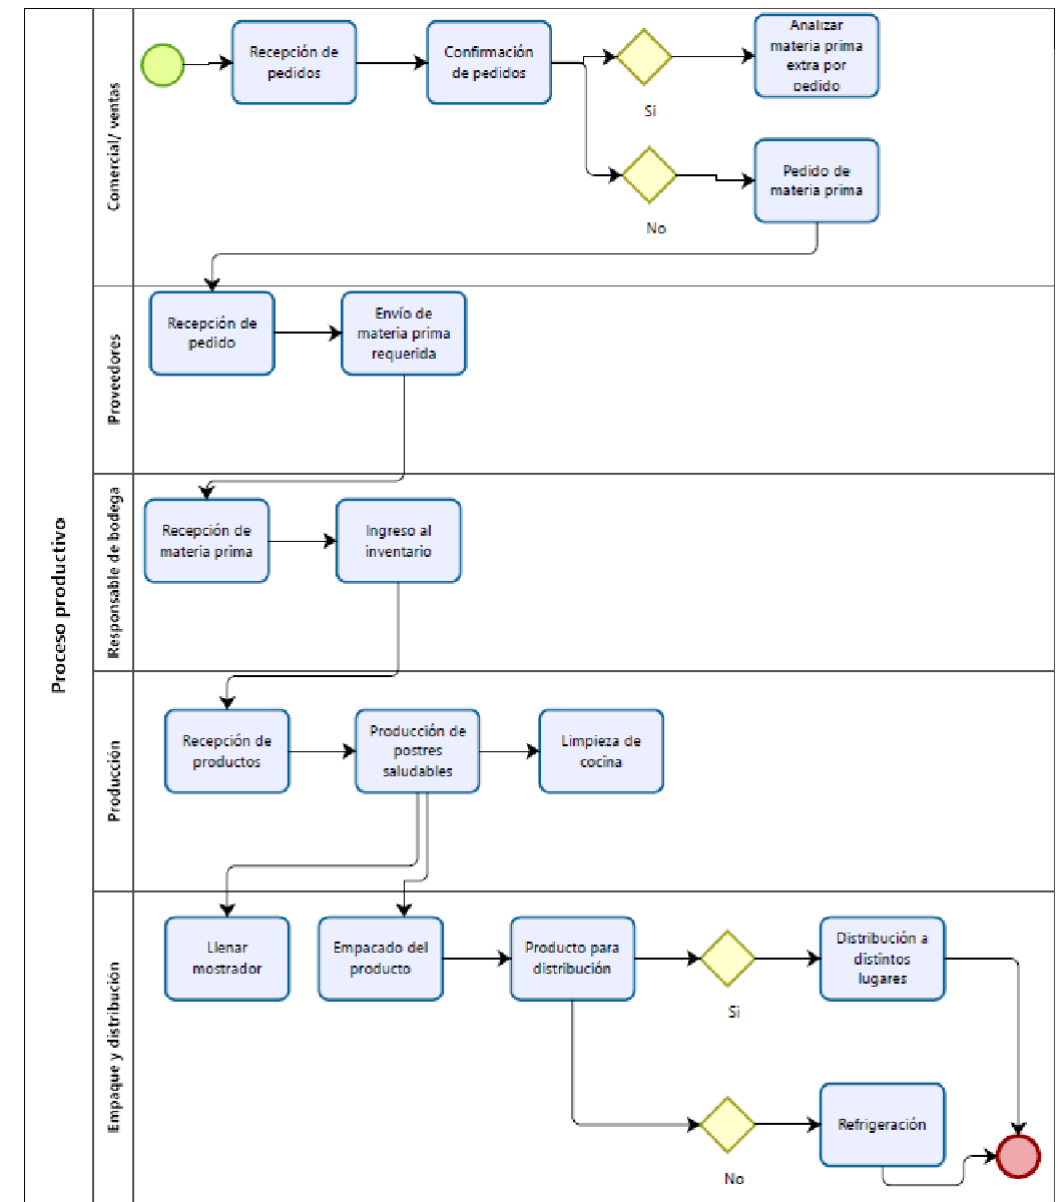 Proceso productivo
Comercial/ ventas
Recepción de
pedidos
Confirmación
de pedidos
Si
Analizar
materia prima
extra por
pedido
No
Pedido de
materia prima
Proveedores
Recepción de
pedido
Envío de
materia prima
requerida
Responsable de bodega
Recepción de
materia prima
Ingreso al
inventario
Producción
Recepción de
productos
Producción de
postres
saludables
Limpieza de
cocina
Empaque y distribución
Llenar
mostrador
Empacado del
producto
Producto para
distribución
Si
Distribución a
distintos
lugares
No
Refrigeración